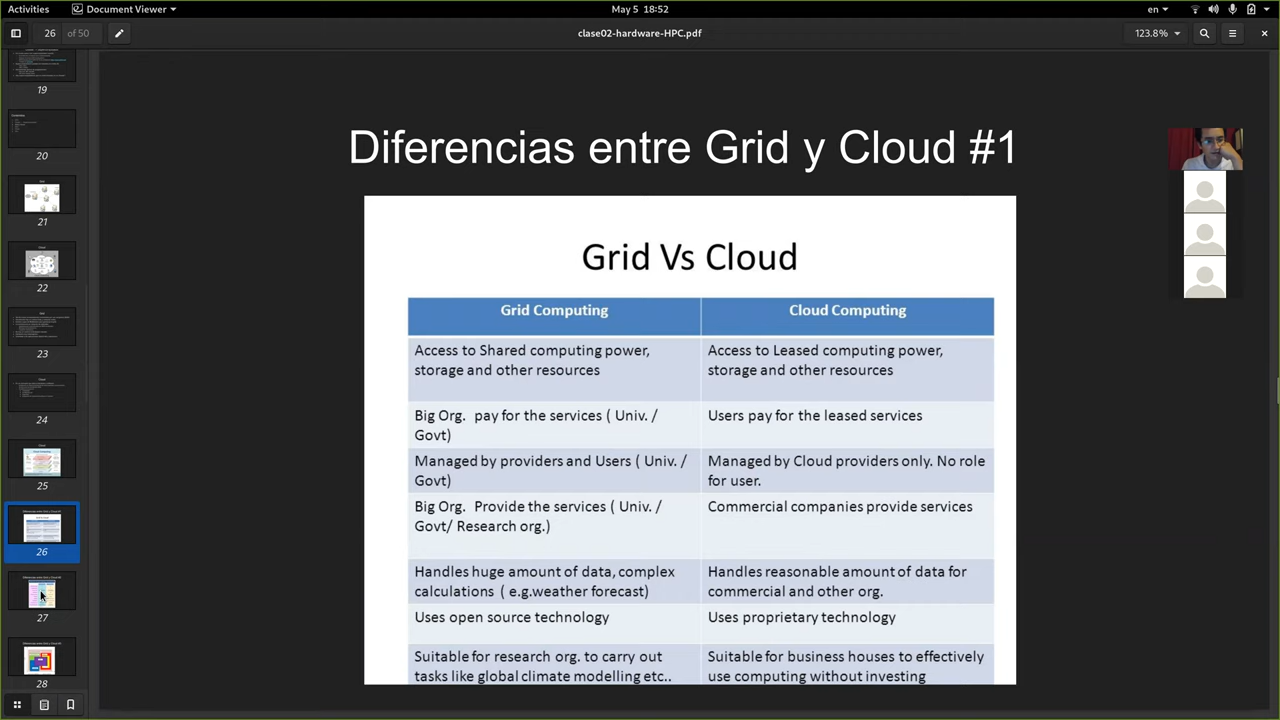 Activities
Document Viewer
May 5 18:52
en
26 of 50
clase02-hardware-HPC.pdf
123.8%
19
20
21
22
23
24
25
26
27
28
Diferencias entre Grid y Cloud #1
Grid Vs Cloud
Grid Computing
Cloud Computing
Access to Shared computing power,
storage and other resources
Access to Leased computing power,
storage and other resources
Big Org. pay for the services ( Univ. /
Govt)
Users pay for the leased services
Managed by providers and Users ( Univ. /
Govt)
Managed by Cloud providers only. No role
for user.
Big Org. Provide the services ( Univ. /
Govt/ Research org.)
Commercial companies provide services
Handles huge amount of data, complex
calculations ( e.g.weather forecast)
Handles reasonable amount of data for
commercial and other org.
Uses open source technology
Uses proprietary technology
Suitable for research org. to carry out
tasks like global climate modelling etc..
Suitable for business houses to effectively
use computing without investing